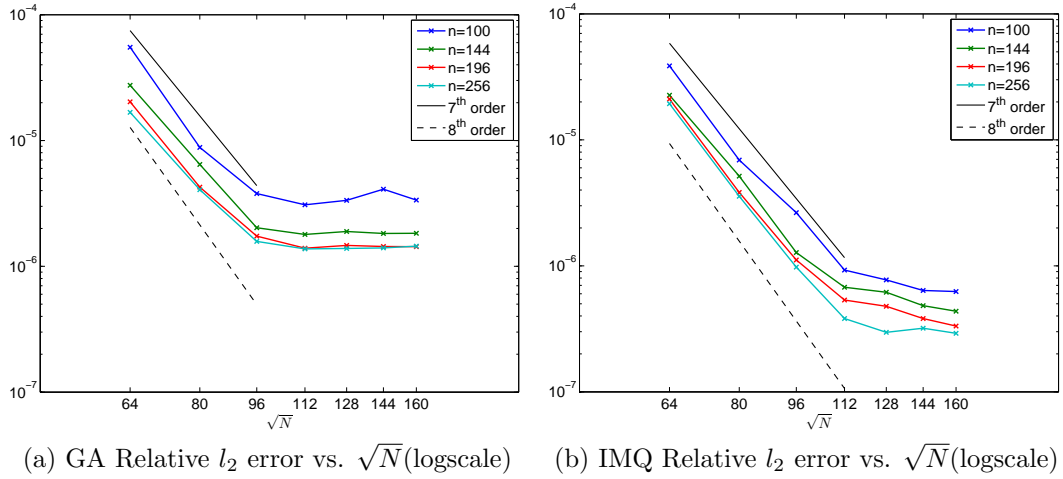 10⁻⁴
10⁻⁵
10⁻⁶
10⁻⁷
64 80 96 112 128 144 160
√N
n=100
n=144
n=196
n=256
7ᵗʰ order
8ᵗʰ order
(a) GA Relative l₂ error vs. √N(logscale)
10⁻⁴
10⁻⁵
10⁻⁶
10⁻⁷
64 80 96 112 128 144 160
√N
n=100
n=144
n=196
n=256
7ᵗʰ order
8ᵗʰ order
(b) IMQ Relative l₂ error vs. √N(logscale)